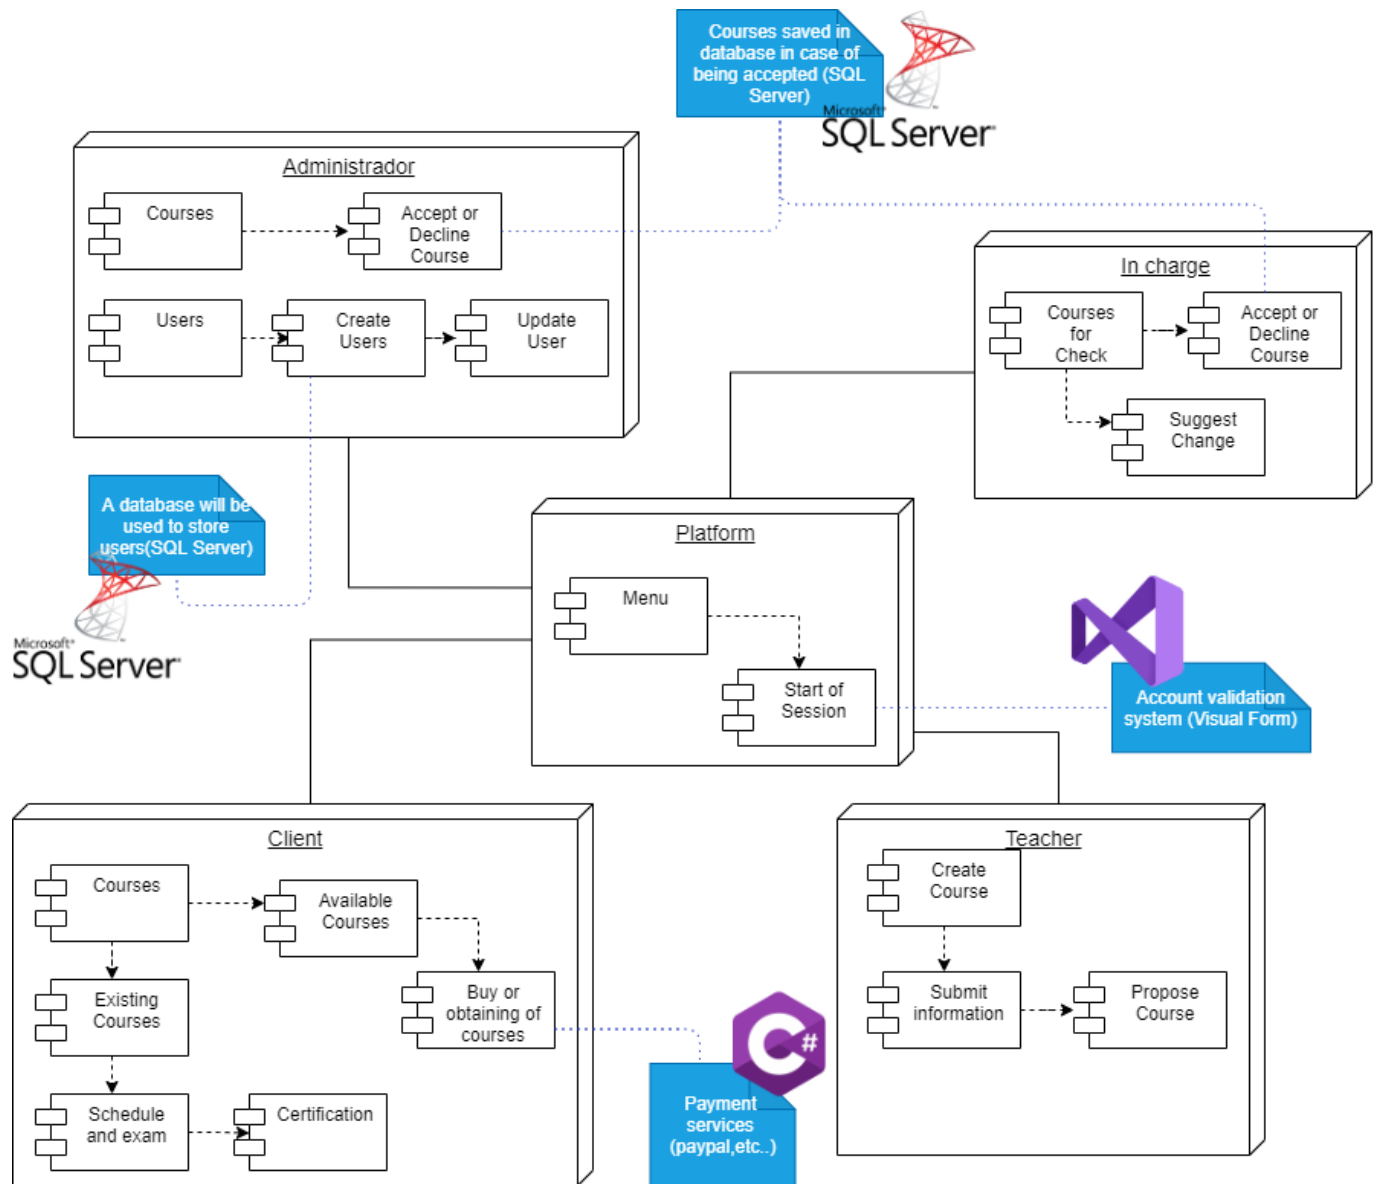 Courses saved in
database in case of
being accepted (SQL
Server)
Microsoft®
SQL Server®
Administrador
Courses
Accept or
Decline
Course
Users
Create
Users
Update
User
In charge
Courses
for
Check
Accept or
Decline
Course
Suggest
Change
A database will be
used to store
users(SQL Server)
Microsoft®
SQL Server®
Platform
Menu
Start of
Session
Account validation
system (Visual Form)
Client
Courses
Available
Courses
Existing
Courses
Buy or
obtaining of
courses
Schedule
and exam
Certification
C#
Payment
services
(paypal,etc..)
Teacher
Create
Course
Submit
information
Propose
Course